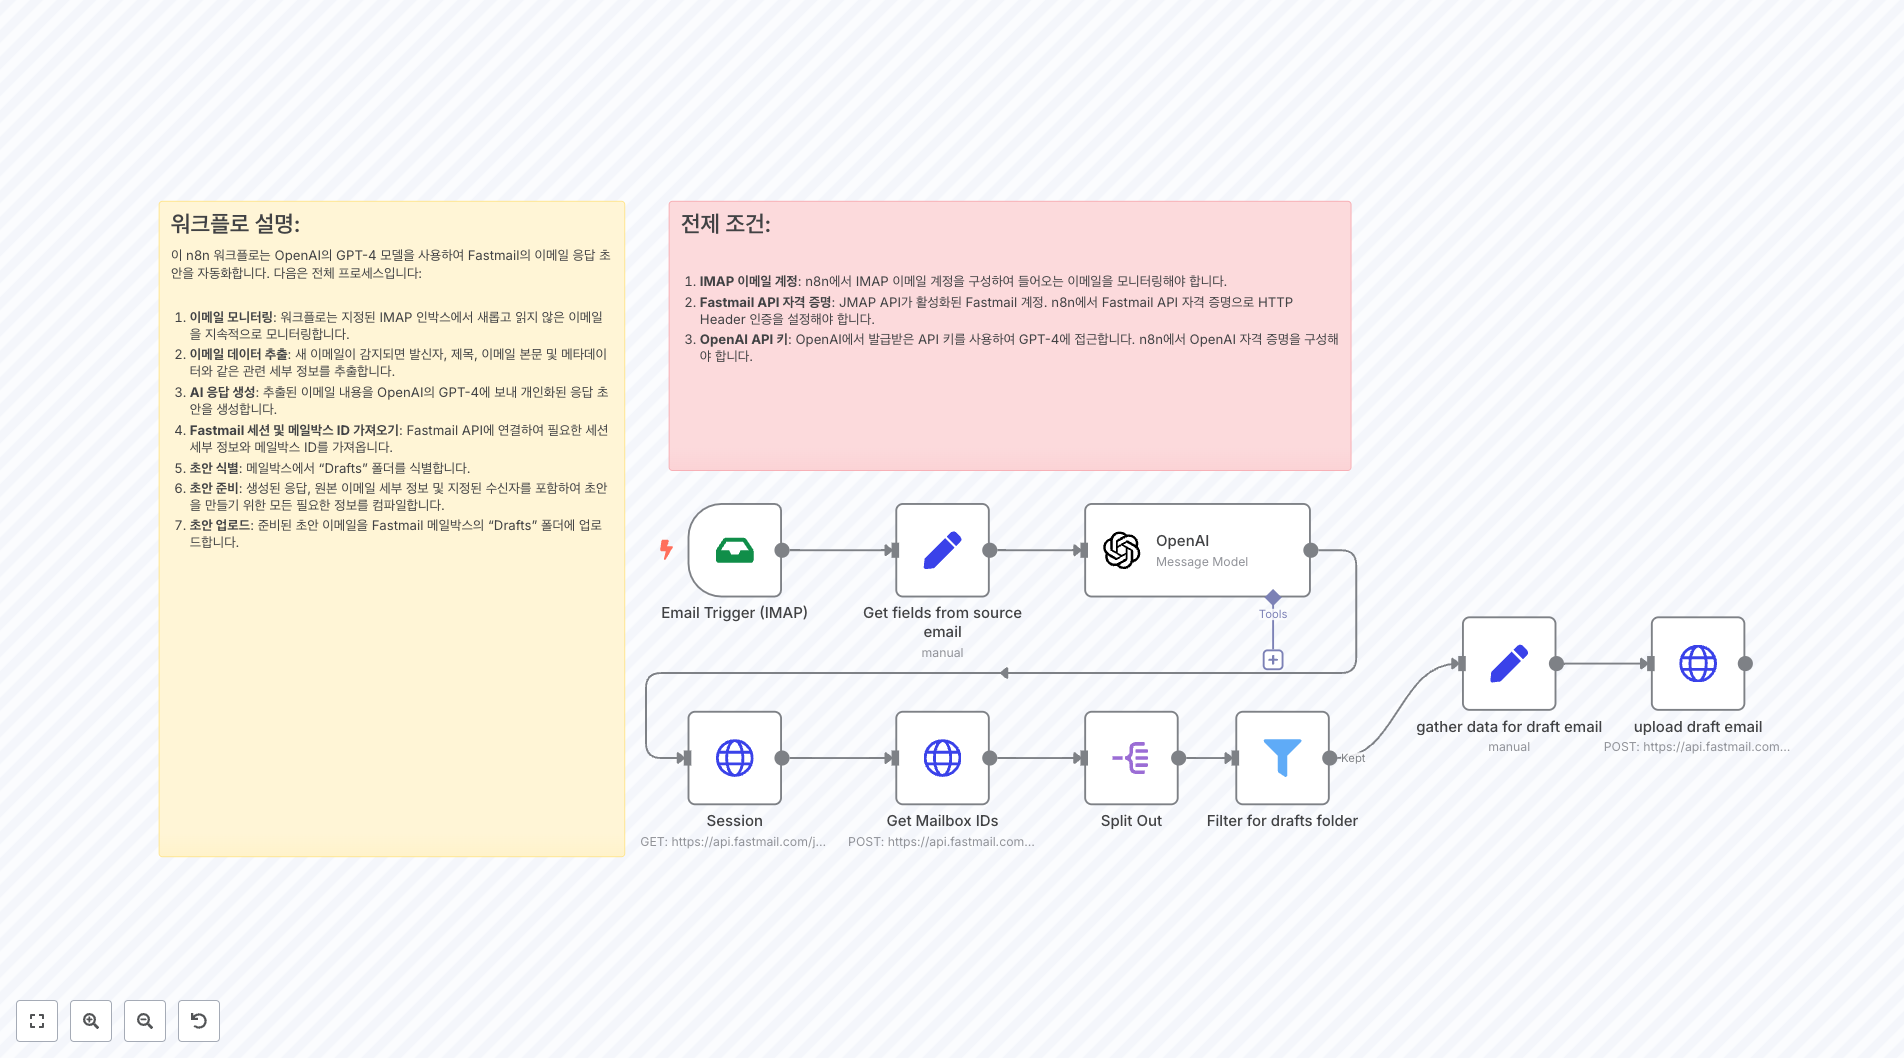 워크플로 설명:
이 n8n 워크플로는 OpenAI의 GPT-4 모델을 사용하여 Fastmail의 이메일 응답 초
안을 자동화합니다. 다음은 전체 프로세스입니다:
1. 이메일 모니터링: 워크플로는 지정된 IMAP 인박스에서 새롭고 읽지 않은 이메일
을 지속적으로 모니터링합니다.
2. 이메일 데이터 추출: 새 이메일이 감지되면 발신자, 제목, 이메일 본문 및 메타데이
터와 같은 관련 세부 정보를 추출합니다.
3. AI 응답 생성: 추출된 이메일 내용을 OpenAI의 GPT-4에 보내 개인화된 응답 초
안을 생성합니다.
4. Fastmail 세션 및 메일박스 ID 가져오기: Fastmail API에 연결하여 필요한 세션
세부 정보와 메일박스 ID를 가져옵니다.
5. 초안 식별: 메일박스에서 “Drafts” 폴더를 식별합니다.
6. 초안 준비: 생성된 응답, 원본 이메일 세부 정보 및 지정된 수신자를 포함하여 초안
을 만들기 위한 모든 필요한 정보를 컴파일합니다.
7. 초안 업로드: 준비된 초안 이메일을 Fastmail 메일박스의 “Drafts” 폴더에 업로
드합니다.
전제 조건:
1. IMAP 이메일 계정: n8n에서 IMAP 이메일 계정을 구성하여 들어오는 이메일을 모니터링해야 합니다.
2. Fastmail API 자격 증명: JMAP API가 활성화된 Fastmail 계정. n8n에서 Fastmail API 자격 증명으로 HTTP
Header 인증을 설정해야 합니다.
3. OpenAI API 키: OpenAI에서 발급받은 API 키를 사용하여 GPT-4에 접근합니다. n8n에서 OpenAI 자격 증명을 구성해
야 합니다.
Email Trigger (IMAP)
Get fields from source
email
manual
OpenAI
Message Model
Tools
Session
GET: https://api.fastmail.com/j...
Get Mailbox IDs
POST: https://api.fastmail.com...
Split Out
Filter for drafts folder
Kept
gather data for draft email
manual
upload draft email
POST: https://api.fastmail.com...